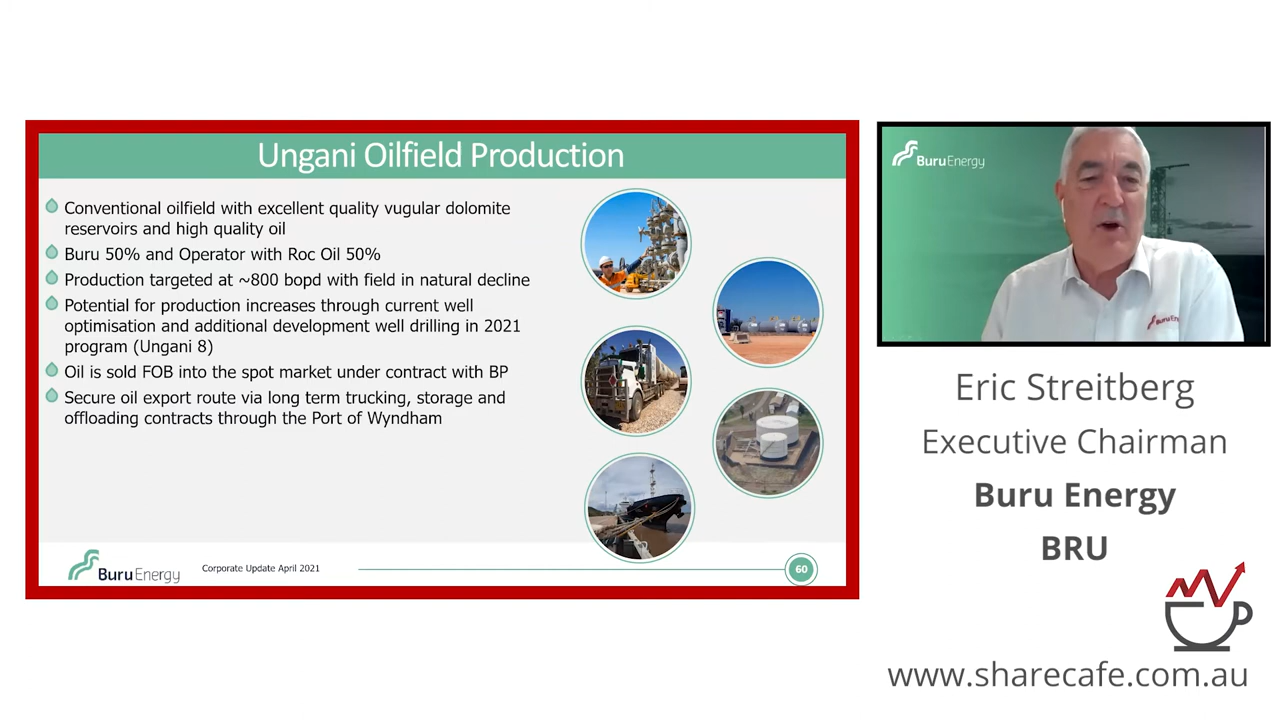 Ungani Oilfield Production
Conventional oilfield with excellent quality vugular dolomite
reservoirs and high quality oil
Buru 50% and Operator with Roc Oil 50%
Production targeted at ~800 bopd with field in natural decline
Potential for production increases through current well
optimisation and additional development well drilling in 2021
program (Ungani 8)
Oil is sold FOB into the spot market under contract with BP
Secure oil export route via long term trucking, storage and
offloading contracts through the Port of Wyndham
BuruEnergy
Corporate Update April 2021
60
BuruEnergy
Eric Streitberg
Executive Chairman
Buru Energy
BRU
www.sharecafe.com.au